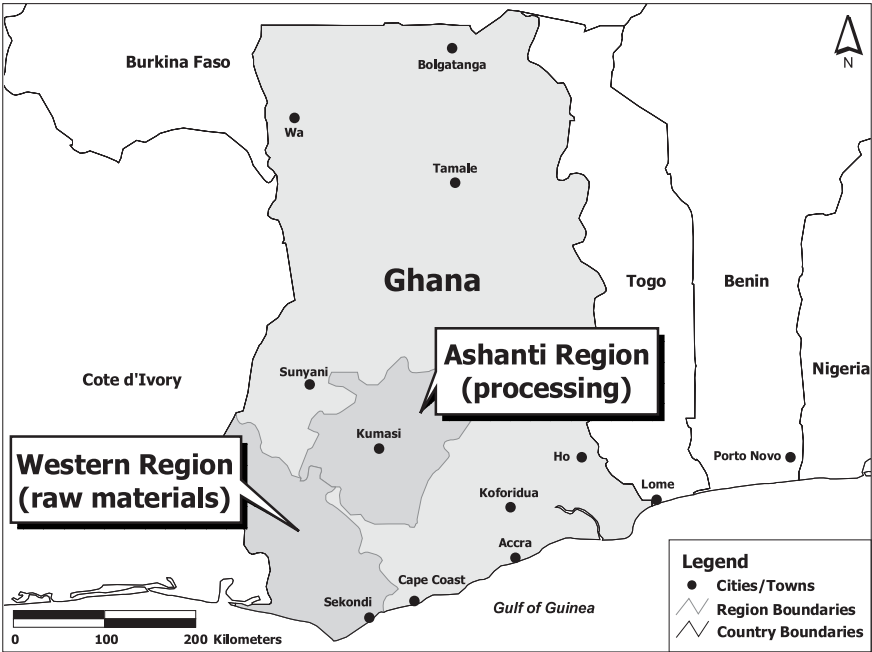 Burkina Faso
Bolgatanga
N
Wa
Tamale
Ghana
Togo
Benin
Nigeria
Cote d'Ivory
Sunyani
Ashanti Region
(processing)
Kumasi
Western Region
(raw materials)
Ho
Porto Novo
Koforidua
Lome
Accra
Cape Coast
Sekondi
Gulf of Guinea
0 100 200 Kilometers
Legend
Cities/Towns
Region Boundaries
Country Boundaries